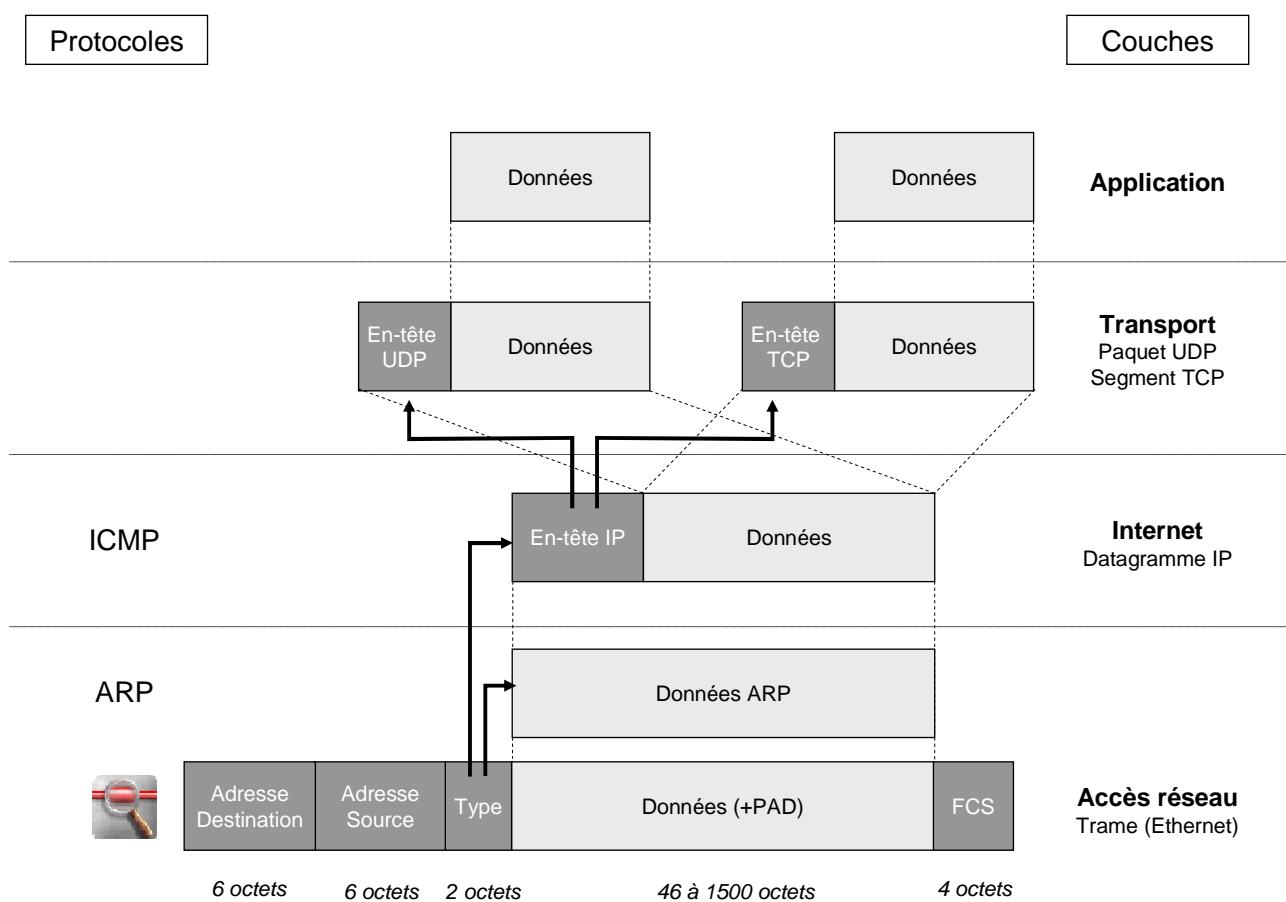 Protocoles
Couches
Données
Données
Application
En-tête
UDP
Données
En-tête
TCP
Données
Transport
Paquet UDP
Segment TCP
ICMP
En-tête IP
Données
Internet
Datagramme IP
ARP
Données ARP
Adresse
Destination
Adresse
Source
Type
Données (+PAD)
FCS
Accès réseau
Trame (Ethernet)
6 octets
6 octets
2 octets
46 à 1500 octets
4 octets